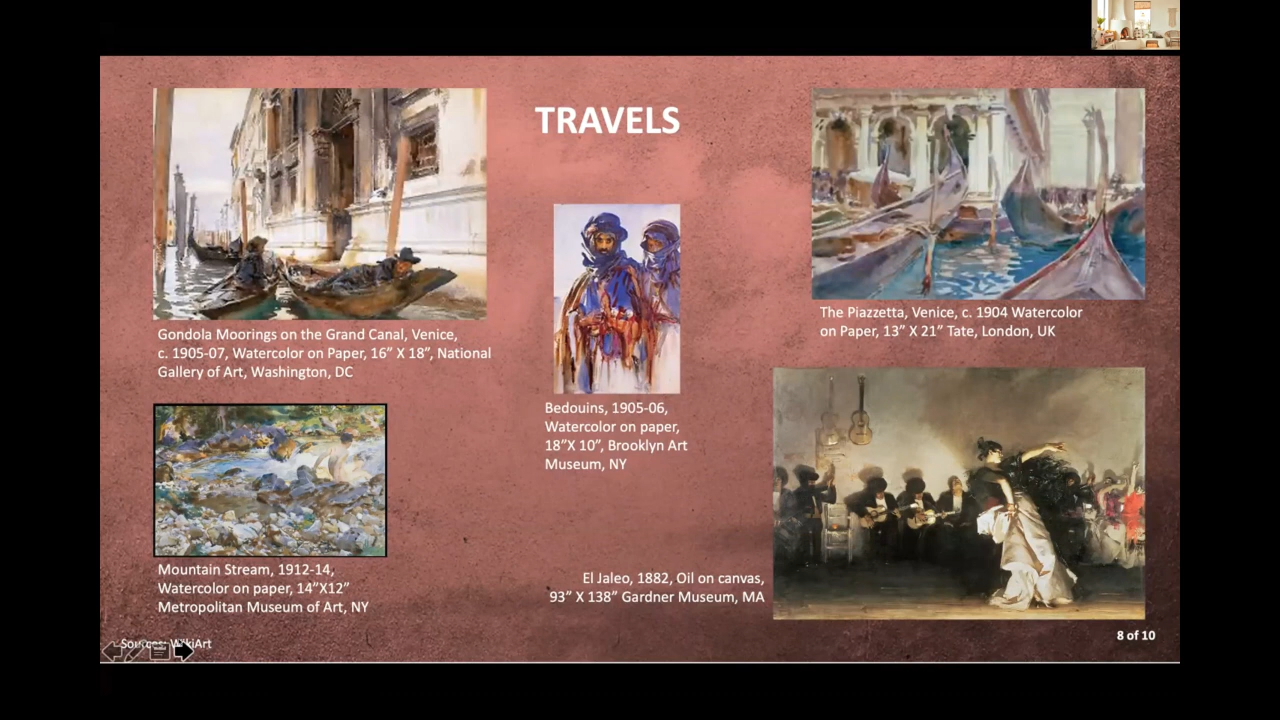 TRAVELS
Gondola Moorings on the Grand Canal, Venice,
c. 1905-07, Watercolor on Paper, 16” X 18”, National
Gallery of Art, Washington, DC
Bedouins, 1905-06,
Watercolor on paper,
18”X 10”, Brooklyn Art
Museum, NY
The Piazzetta, Venice, c. 1904 Watercolor
on Paper, 13” X 21” Tate, London, UK
Mountain Stream, 1912-14,
Watercolor on paper, 14”X12”
Metropolitan Museum of Art, NY
El Jaleo, 1882, Oil on canvas,
93” X 138” Gardner Museum, MA
Sources: WikiArt
8 of 10